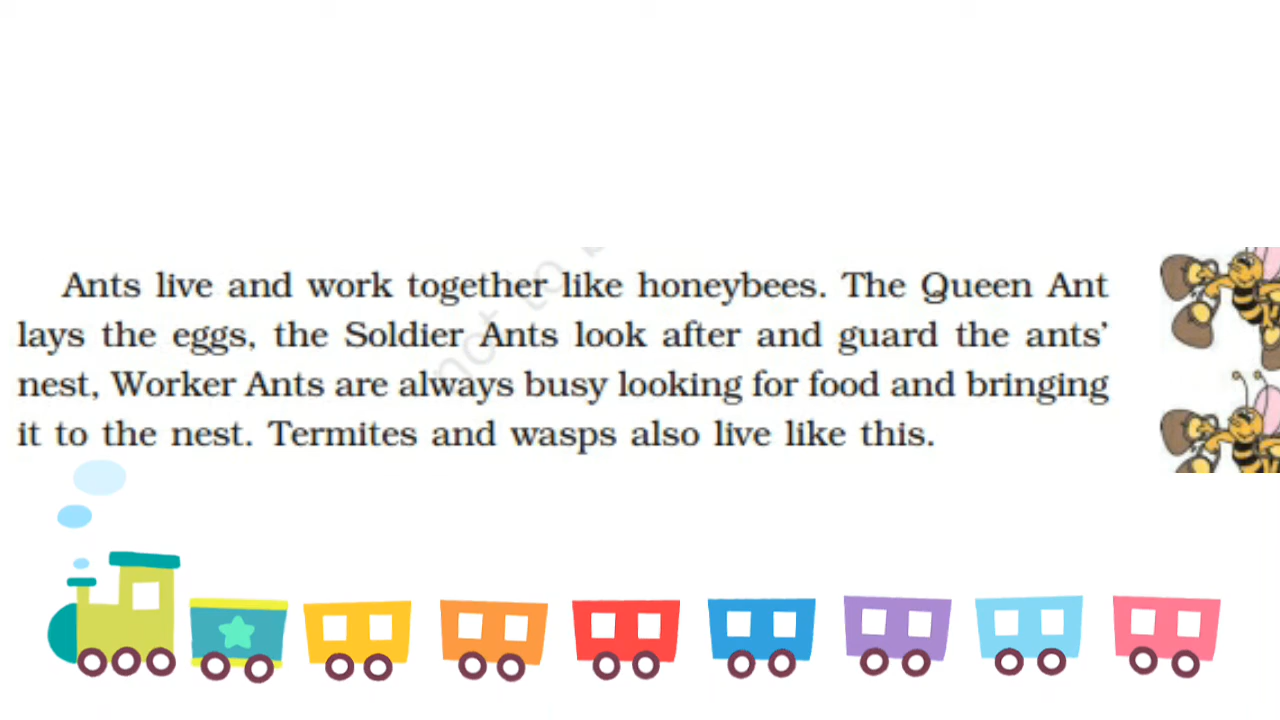 Ants live and work together like honeybees. The Queen Ant
lays the eggs, the Soldier Ants look after and guard the ants’
nest, Worker Ants are always busy looking for food and bringing
it to the nest. Termites and wasps also live like this.
not to